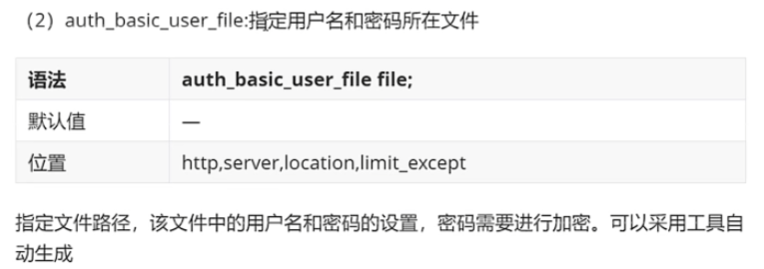 （2）auth_basic_user_file:指定用户名和密码所在文件
语法 auth_basic_user_file file;
默认值 —
位置 http,server,location,limit_except
指定文件路径，该文件中的用户名和密码的设置，密码需要进行加密。可以采用工具自
动生成